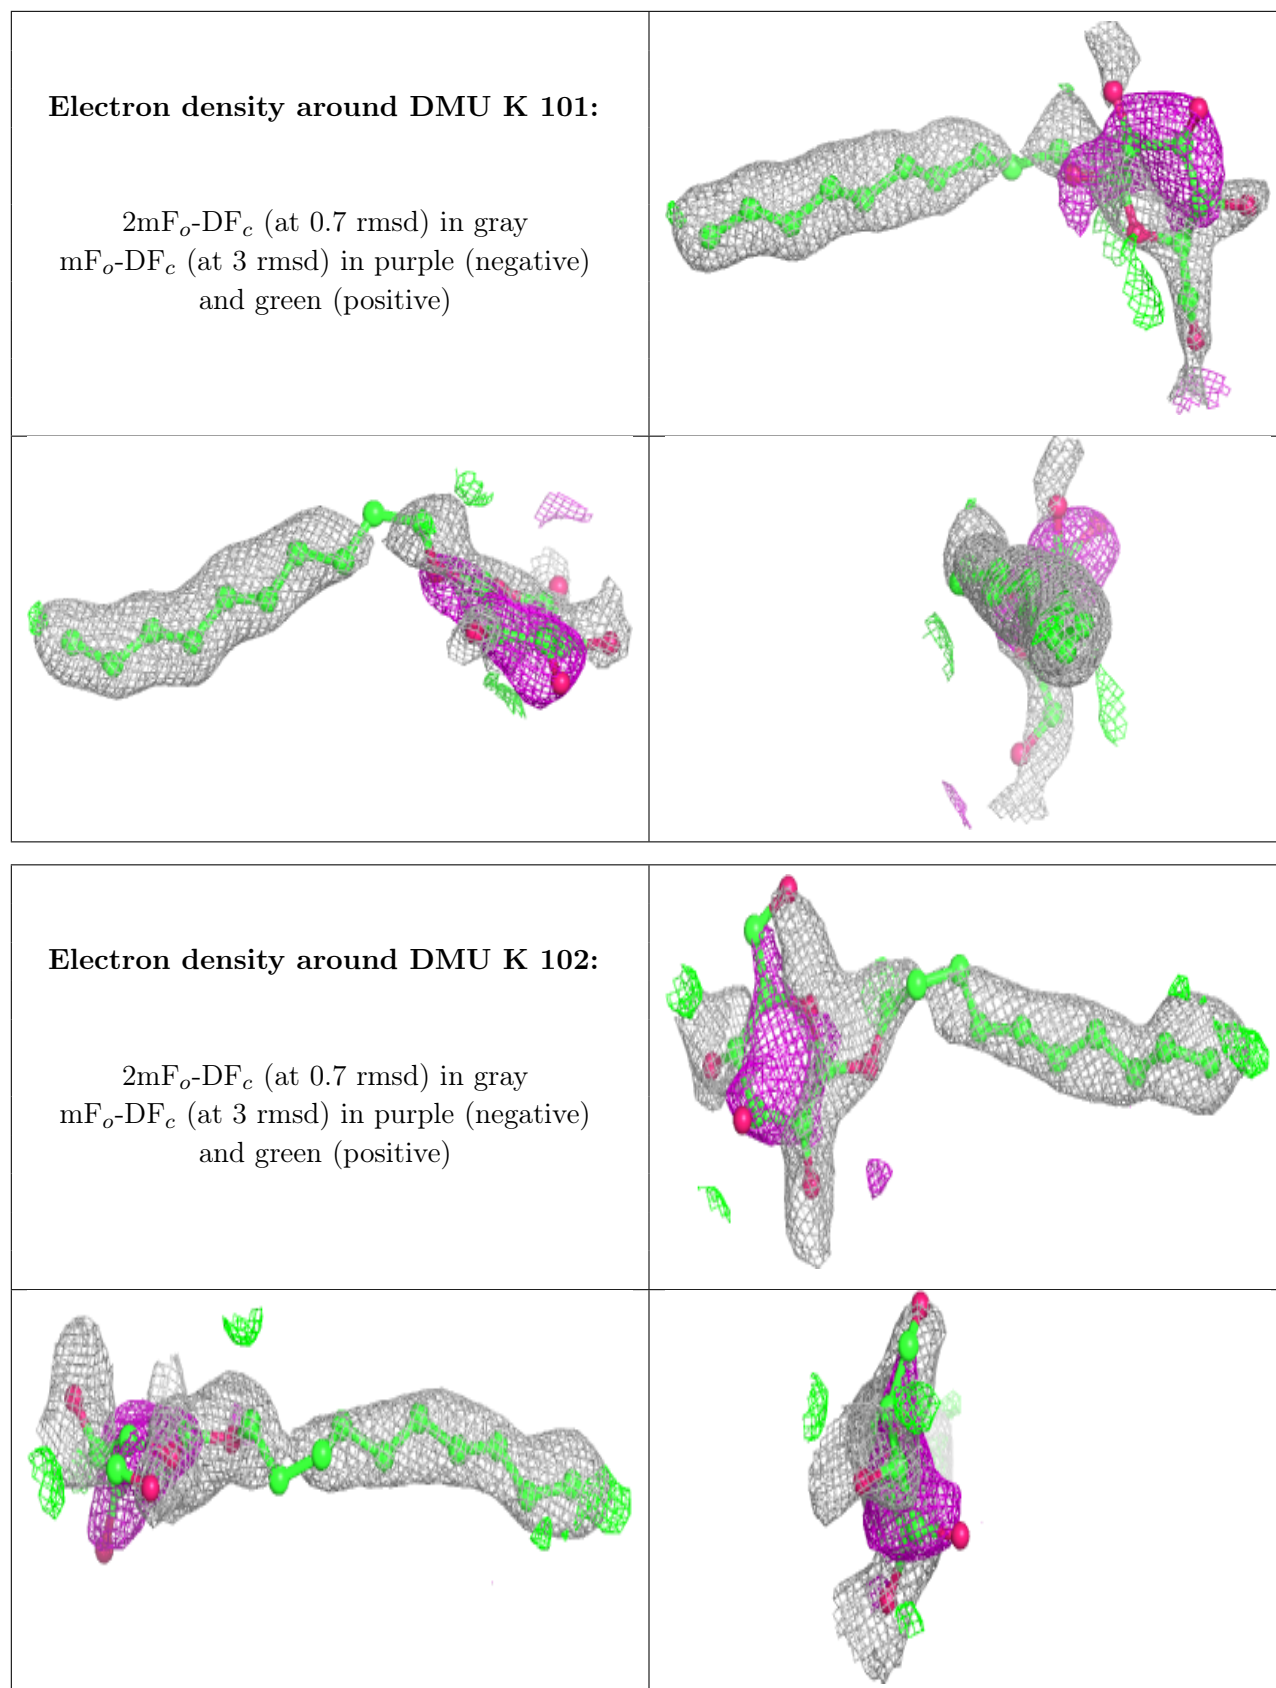 Electron density around DMU K 101:
2mFo-DFc (at 0.7 rmsd) in gray
mFo-DFc (at 3 rmsd) in purple (negative)
and green (positive)
Electron density around DMU K 102:
2mFo-DFc (at 0.7 rmsd) in gray
mFo-DFc (at 3 rmsd) in purple (negative)
and green (positive)